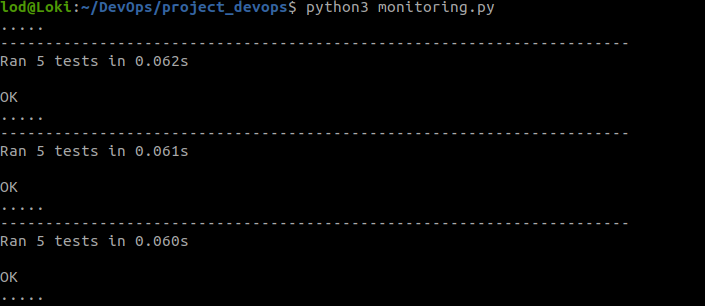 lod@Loki:~/DevOps/project_devops$ python3 monitoring.py
.....
----------------------------------------------------------------------
Ran 5 tests in 0.062s
OK
.....
----------------------------------------------------------------------
Ran 5 tests in 0.061s
OK
.....
----------------------------------------------------------------------
Ran 5 tests in 0.060s
OK
.....